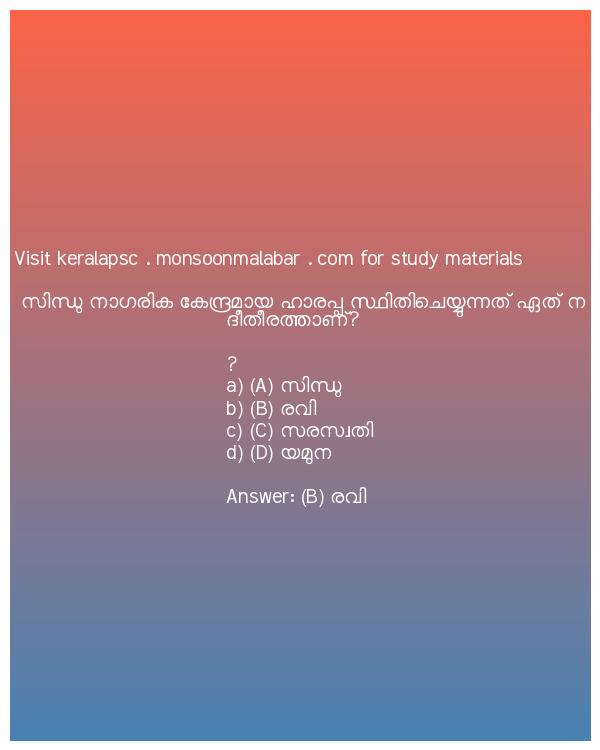 Visit keralapsc . monsoonmalabar . com for study materials
സിന്ധു നാഗരിക കേന്ദ്രമായ ഹാരപ്പ സ്ഥിതിചെയ്യുന്നത് ഏത് ന
ദീതീരത്താണ്?
?
a) (A) സിന്ധു
b) (B) രവി
c) (C) സരസ്വതി
d) (D) യമുന
Answer: (B) രവി